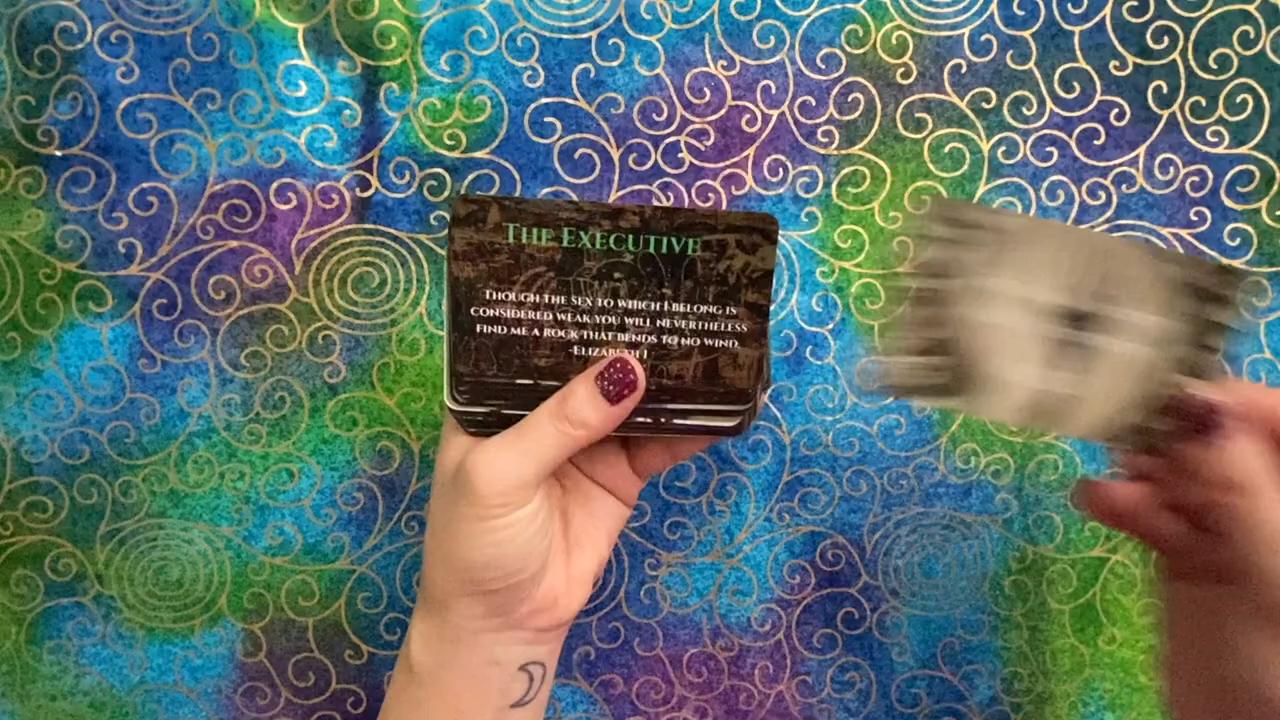 The Executive
Though the sex to which I belong is
considered weak you will nevertheless
find me a rock that bends to no wind.
-Elizabeth I